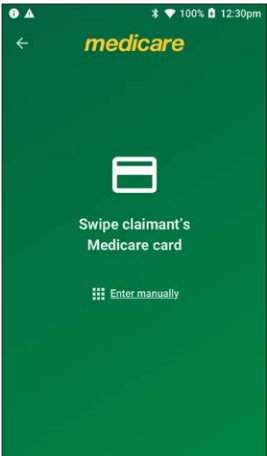 100% 12:30pm
medicare
Swipe claimant's
Medicare card
Enter manually